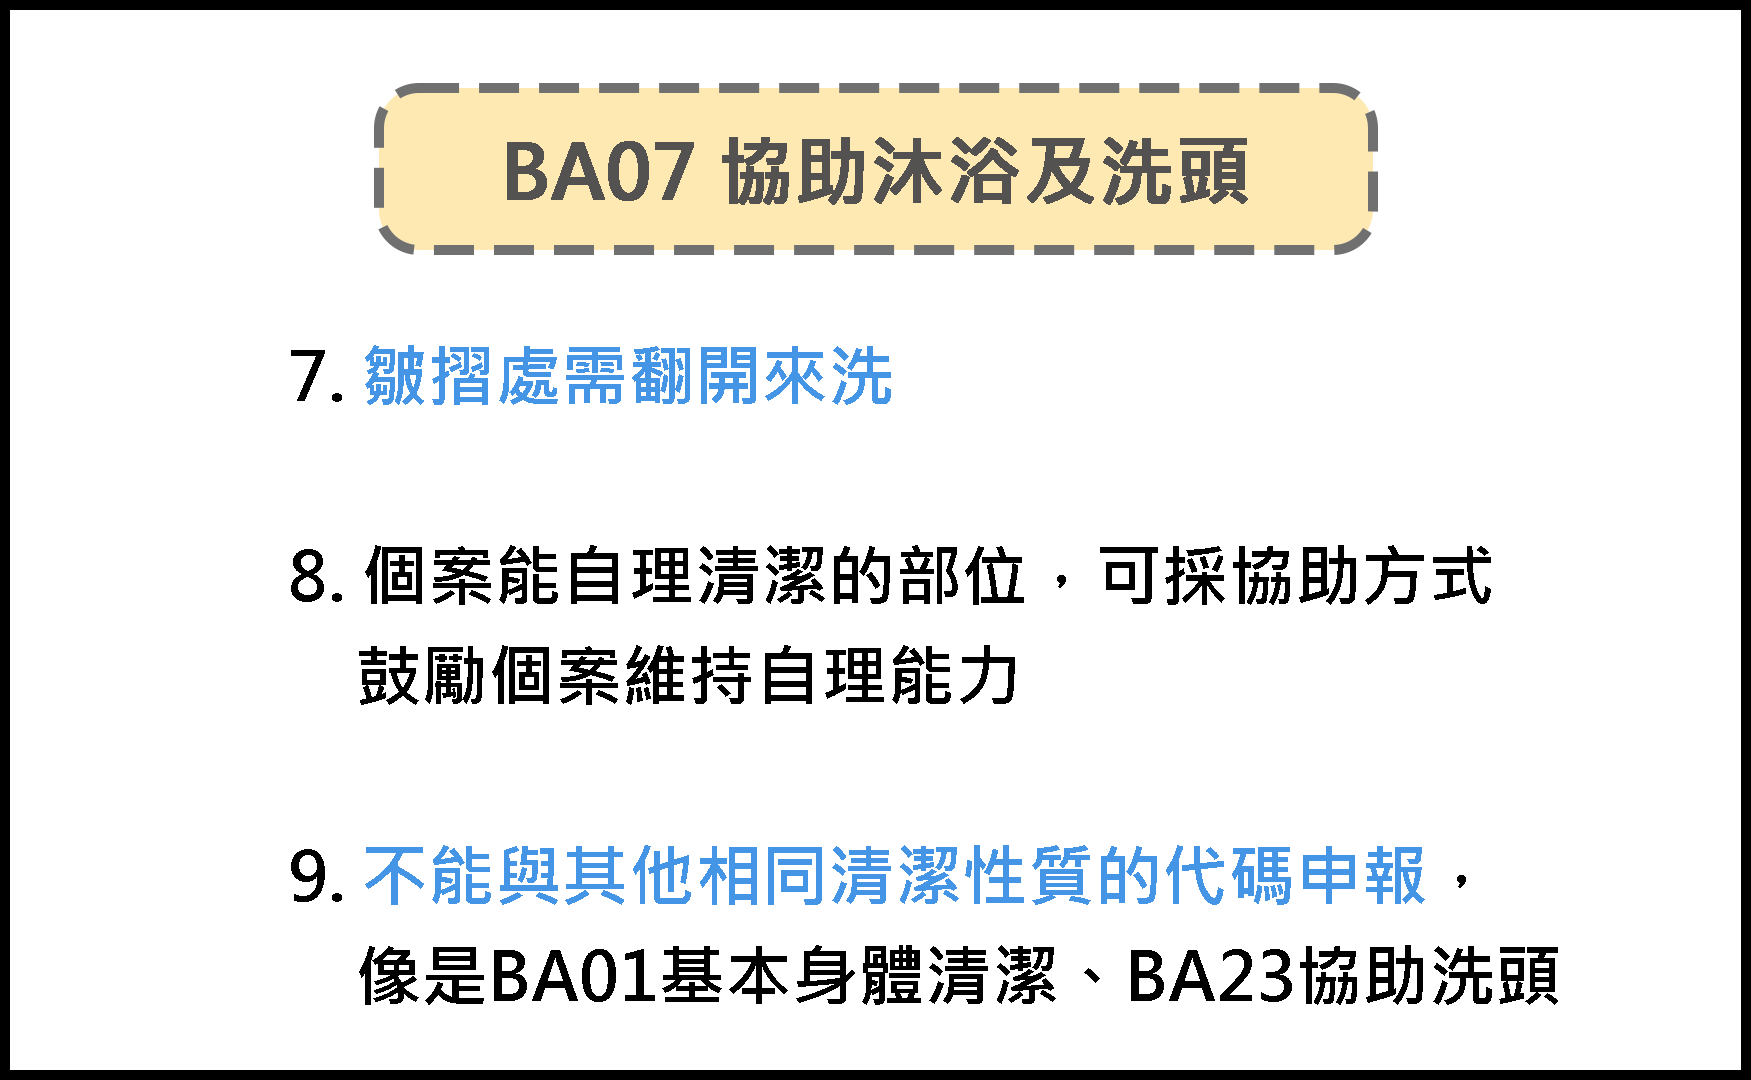 BA07 協助沐浴及洗頭
7. 皺摺處需翻開來洗
8. 個案能自理清潔的部位，可採協助方式
鼓勵個案維持自理能力
9. 不能與其他相同清潔性質的代碼申報，
像是BA01基本身體清潔、BA23協助洗頭